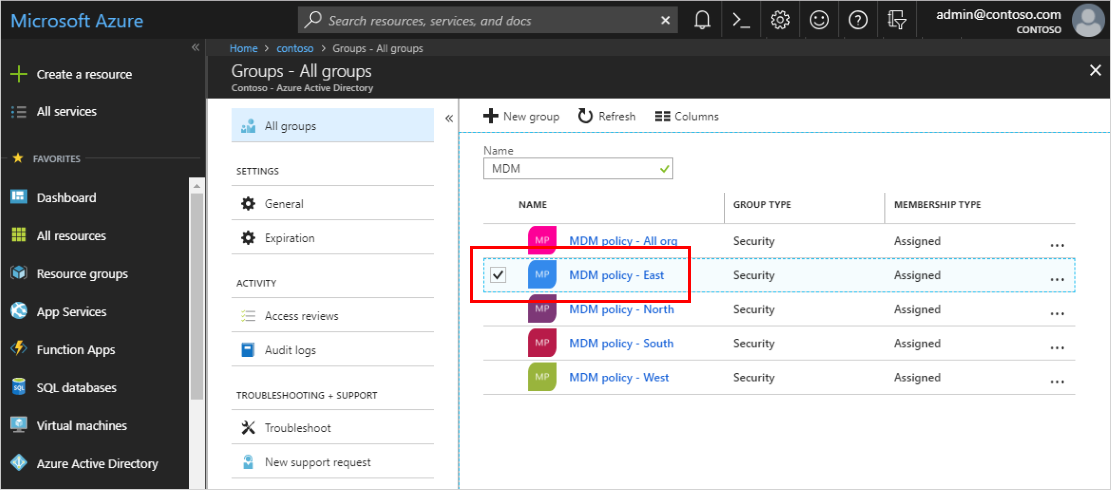 Microsoft Azure
Search resources, services, and docs
admin@contoso.com
CONTOSO
Home > contoso > Groups - All groups
Groups - All groups
Contoso - Azure Active Directory
Create a resource
All services
FAVORITES
Dashboard
All resources
Resource groups
App Services
Function Apps
SQL databases
Virtual machines
Azure Active Directory
All groups
SETTINGS
General
Expiration
ACTIVITY
Access reviews
Audit logs
TROUBLESHOOTING + SUPPORT
Troubleshoot
New support request
New group Refresh Columns
Name
MDM
NAME GROUP TYPE MEMBERSHIP TYPE
MP MDM policy - All org Security Assigned ...
MP MDM policy - East Security Assigned ...
MP MDM policy - North Security Assigned ...
MP MDM policy - South Security Assigned ...
MP MDM policy - West Security Assigned ...